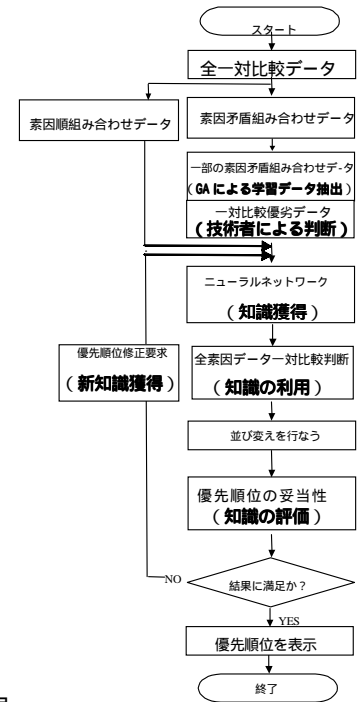 スタート
全一対比較データ
素因順組み合わせデータ
素因矛盾組み合わせデータ
一部の素因矛盾組み合わせデ-タ
(GAによる学習データ抽出)
一対比較優劣データ
(技術者による判断)
ニューラルネットワーク
(知識獲得)
優先順位修正要求
(新知識獲得)
全素因データ一対比較判断
(知識の利用)
並び変えを行なう
優先順位の妥当性
(知識の評価)
NO
結果に満足か?
YES
優先順位を表示
終了